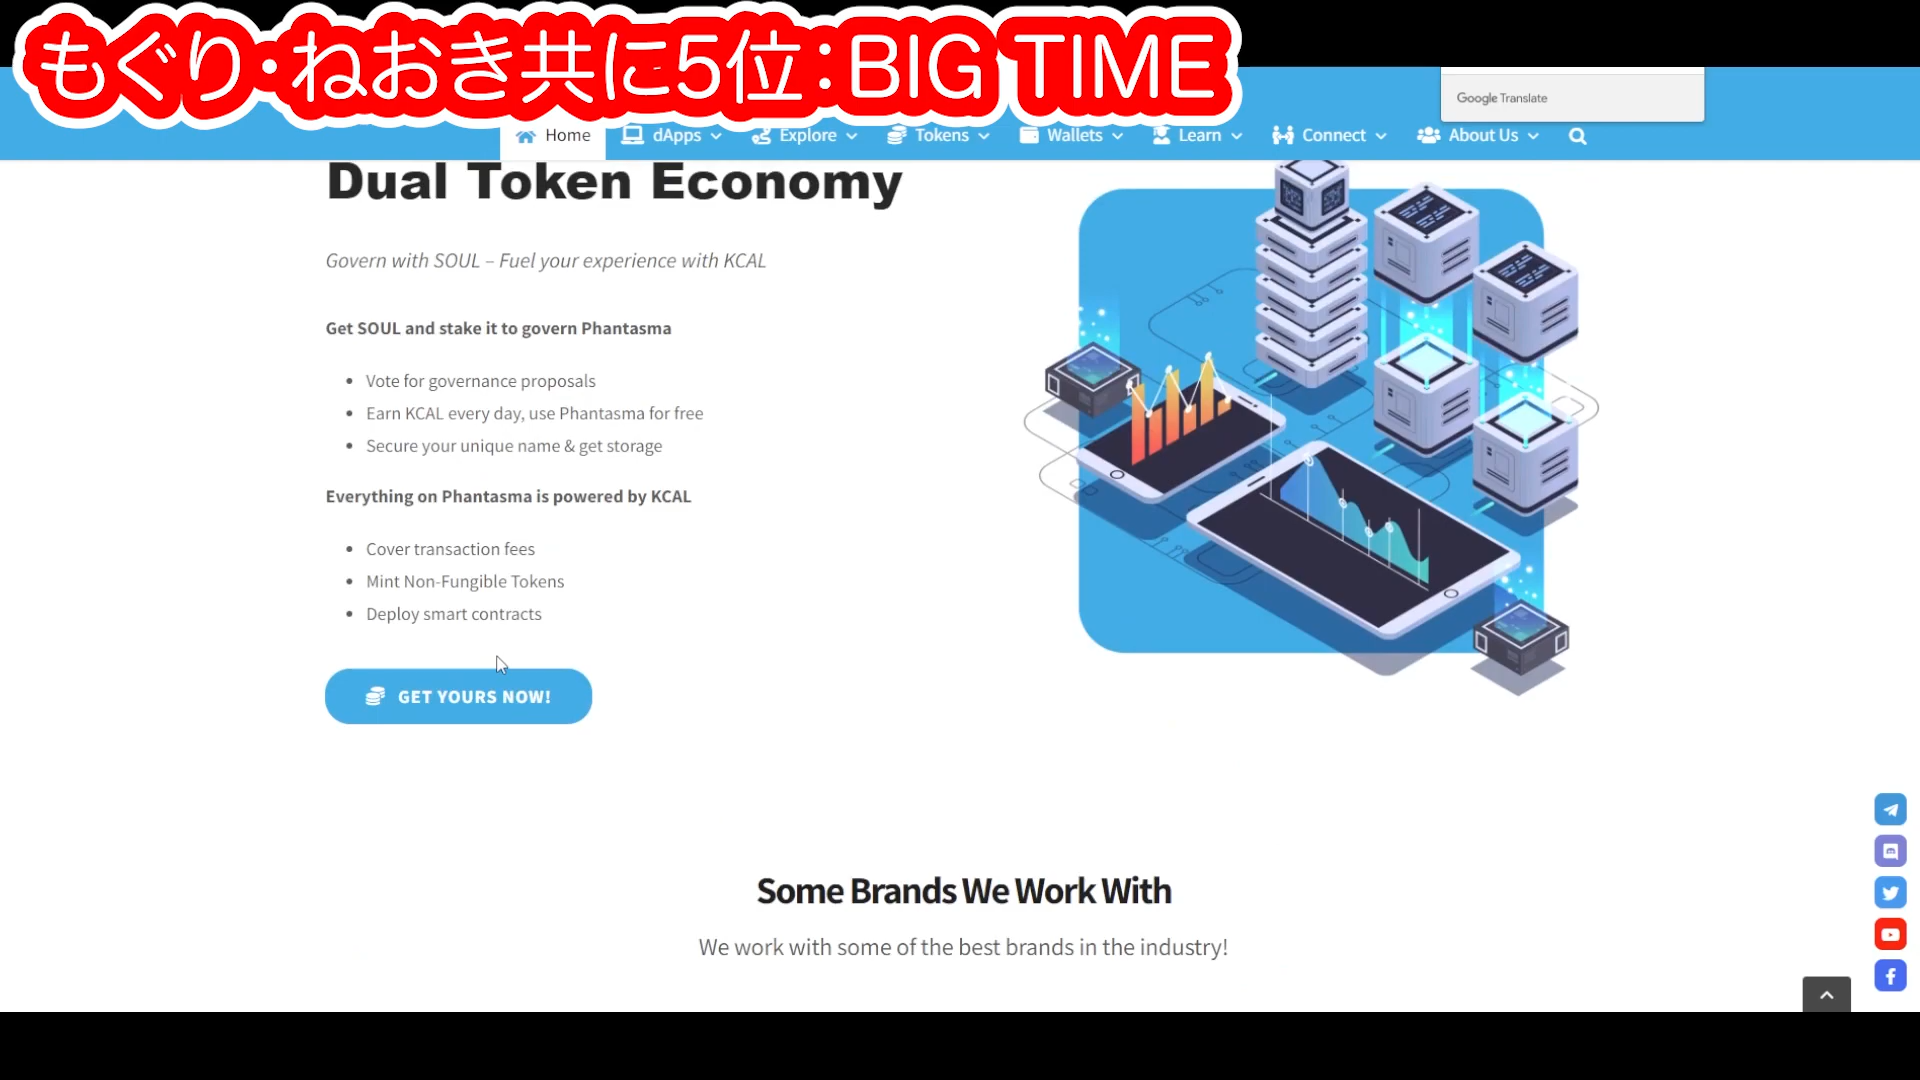 もぐり・ねおき共に5位：BIG TIME
Google Translate
Home dApps Explore Tokens Wallets Learn Connect About Us
Dual Token Economy
Govern with SOUL – Fuel your experience with KCAL
Get SOUL and stake it to govern Phantasma
Vote for governance proposals
Earn KCAL every day, use Phantasma for free
Secure your unique name & get storage
Everything on Phantasma is powered by KCAL
Cover transaction fees
Mint Non-Fungible Tokens
Deploy smart contracts
GET YOURS NOW!
Some Brands We Work With
We work with some of the best brands in the industry!